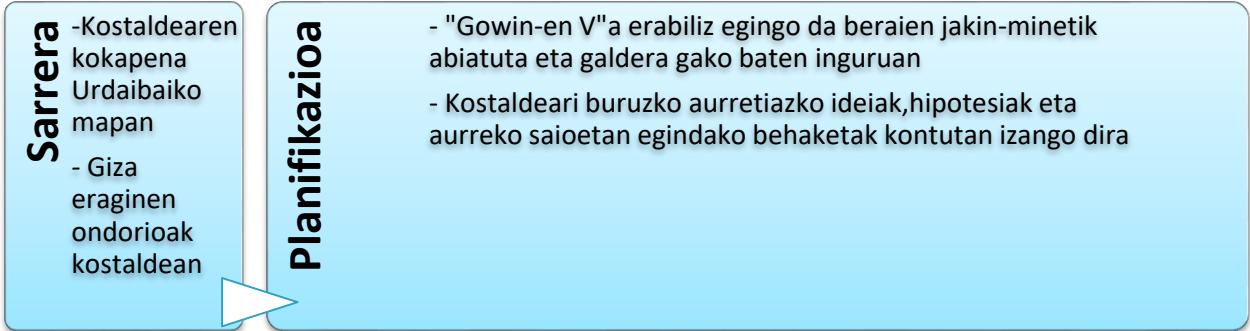 Sarrera
-Kostaldearen
kokapena
Urdaibaiko
mapan
- Giza
eraginen
ondorioak
kostaldean
Planifikazioa
- "Gowin-en V"a erabiliz egingo da beraien jakin-minetik
abiatuta eta galdera gako baten inguruan
- Kostaldeari buruzko aurretiazko ideiak,hipotesiak eta
aurreko saioetan egindako behaketak kontutan izango dira